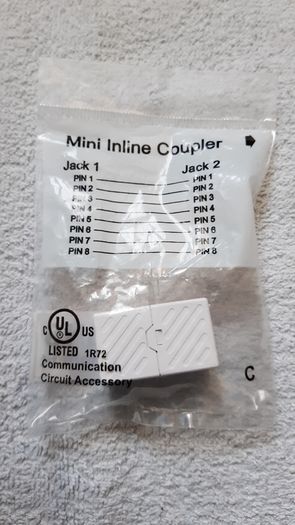 Mini Inline Coupler
Jack 1 Jack 2
PIN 1 PIN 1
PIN 2 PIN 2
PIN 3 PIN 3
PIN 4 PIN 4
PIN 5 PIN 5
PIN 6 PIN 6
PIN 7 PIN 7
PIN 8 PIN 8
C UL US
LISTED 1R72
Communication
Circuit Accessory
C